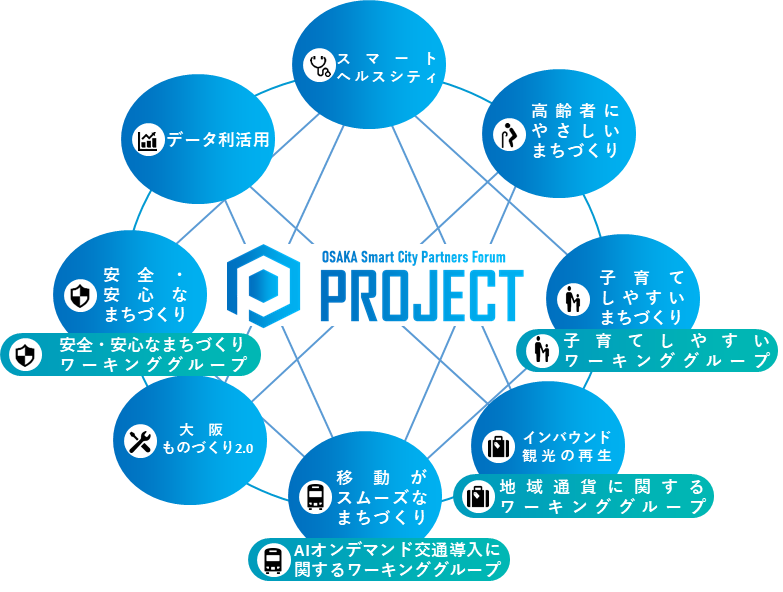 スマート
ヘルスシティ
データ利活用
高齢者に
やさしい
まちづくり
OSAKA Smart City Partners Forum
PROJECT
安全・
安心な
まちづくり
安全・安心なまちづくり
ワーキンググループ
子育て
しやすい
まちづくり
子育てしやすい
ワーキンググループ
大阪
ものづくり2.0
インバウンド
観光の再生
地域通貨に関する
ワーキンググループ
移動が
スムーズな
まちづくり
AIオンデマンド交通導入に
関するワーキンググループ